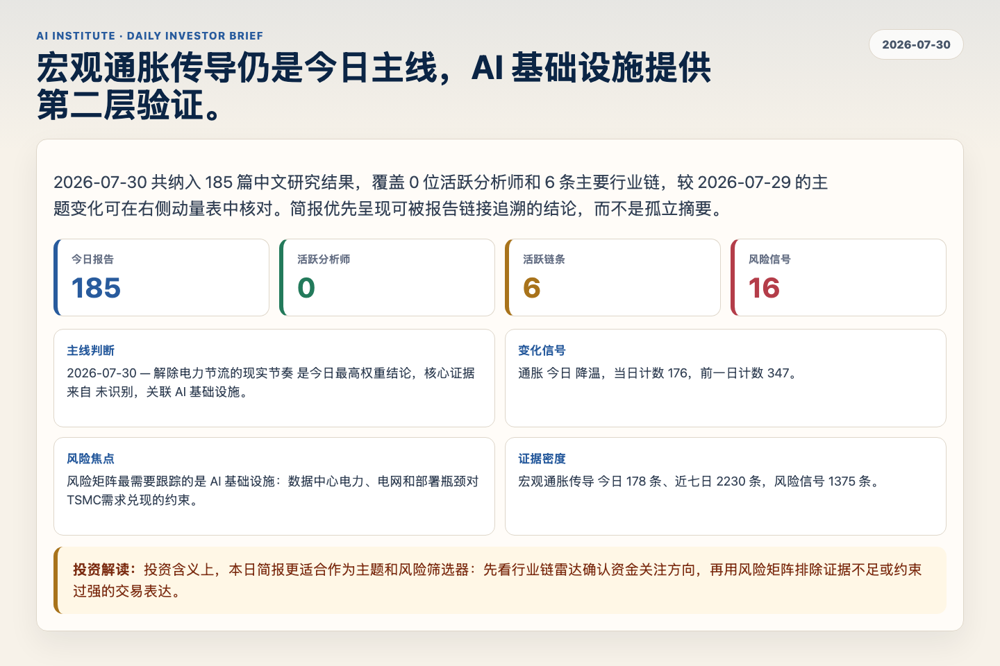 AI INSTITUTE · DAILY INVESTOR BRIEF
2026-07-30
宏观通胀传导仍是今日主线，AI 基础设施提供
第二层验证。
2026-07-30 共纳入 185 篇中文研究结果，覆盖 0 位活跃分析师和 6 条主要行业链，较 2026-07-29 的主
题变化可在右侧动量表中核对。简报优先呈现可被报告链接追溯的结论，而不是孤立摘要。
今日报告
185
活跃分析师
0
活跃链条
6
风险信号
16
主线判断
2026-07-30 — 解除电力节流的现实节奏 是今日最高权重结论，核心证据
来自 未识别，关联 AI 基础设施。
变化信号
通胀 今日 降温，当日计数 176，前一日计数 347。
风险焦点
风险矩阵最需要跟踪的是 AI 基础设施：数据中心电力、电网和部署瓶颈对
TSMC需求兑现的约束。
证据密度
宏观通胀传导 今日 178 条、近七日 2230 条，风险信号 1375 条。
投资解读：投资含义上，本日简报更适合作为主题和风险筛选器：先看行业链雷达确认资金关注方向，再用风险矩阵排除证据不足或约束
过强的交易表达。